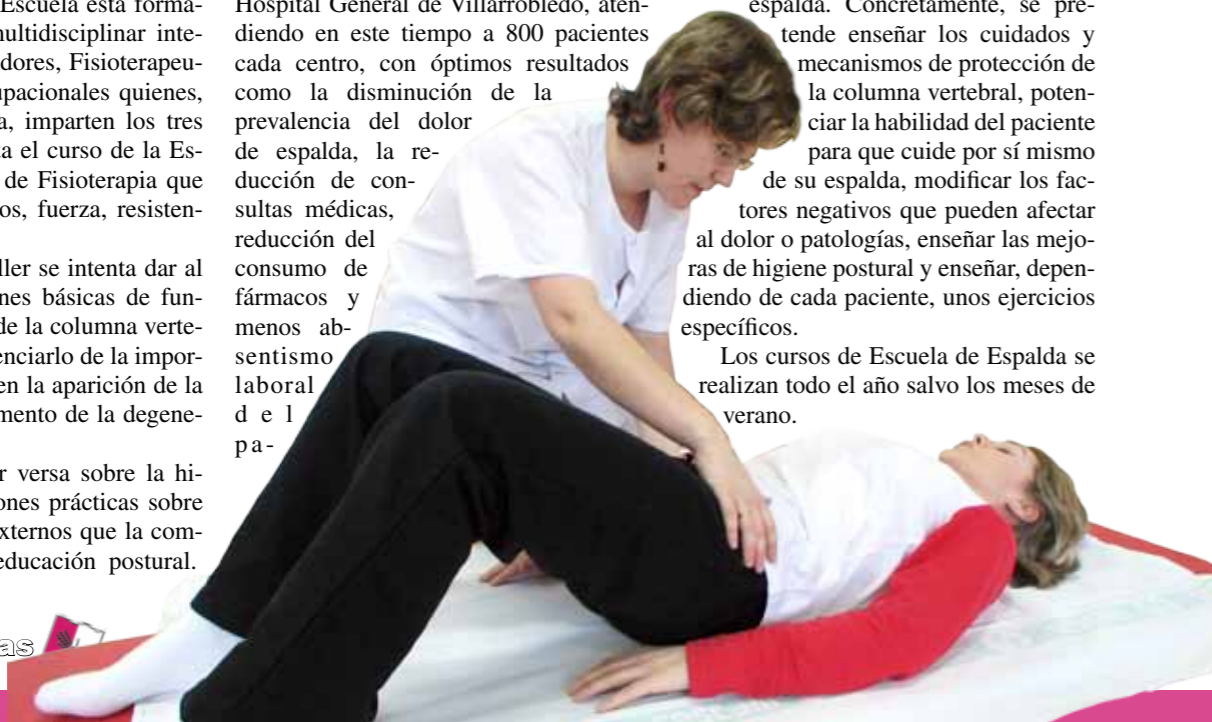 Escuela está forma-
ultidisciplinar inte-
dores, Fisioterapeu-
upacionales quienes,
a, imparten los tres
ta el curso de la Es-
de Fisioterapia que
os, fuerza, resisten-
ller se intenta dar al
nes básicas de fun-
de la columna verte-
enciarlo de la impor-
en la aparición de la
mento de la degene-
r versa sobre la hi-
ones prácticas sobre
xternos que la com-
educación postural.
Hospital General de Villarrobledo, aten-
diendo en este tiempo a 800 pacientes
cada centro, con óptimos resultados
como la disminución de la
prevalencia del dolor
de espalda, la re-
ducción de con-
sultas médicas,
reducción del
consumo de
fármacos y
menos ab-
sentismo
laboral
del
pa-
espalda. Concretamente, se pre-
tende enseñar los cuidados y
mecanismos de protección de
la columna vertebral, poten-
ciar la habilidad del paciente
para que cuide por sí mismo
de su espalda, modificar los fac-
tores negativos que pueden afectar
al dolor o patologías, enseñar las mejo-
ras de higiene postural y enseñar, depen-
diendo de cada paciente, unos ejercicios
específicos.
Los cursos de Escuela de Espalda se
realizan todo el año salvo los meses de
verano.
as